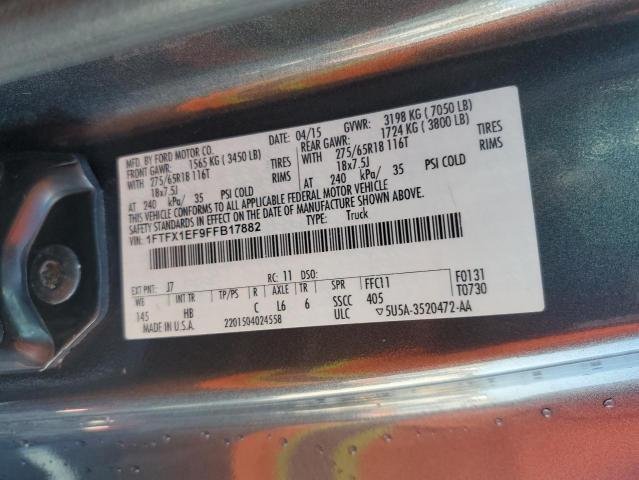 MFD. BY FORD MOTOR CO.
04/15 GVWR: 3198 KG ( 7050 LB)
FRONT GAWR: 1565 KG ( 3450 LB) REAR GAWR: 1724 KG ( 3800 LB)
WITH 275/65R18 116T TIRES WITH 275/65R18 116T TIRES
18x7.5J RIMS 18x7.5J RIMS
AT 240 kPa/ 35 PSI COLD AT 240 kPa/ 35 PSI COLD
THIS VEHICLE CONFORMS TO ALL APPLICABLE FEDERAL MOTOR VEHICLE
SAFETY STANDARDS IN EFFECT ON THE DATE OF MANUFACTURE SHOWN ABOVE.
VIN: 1FTFX1EF9FFB17882
TYPE: Truck
EXT PNT: J7 RC: 11 DSO:
WB INT TR TP/PS R AXLE TR SPR FFC11 F0131
145 HB C L6 6 SSCC 405 T0730
MADE IN U.S.A. 2201504024558 ULC ▽5U5A-3520472-AA